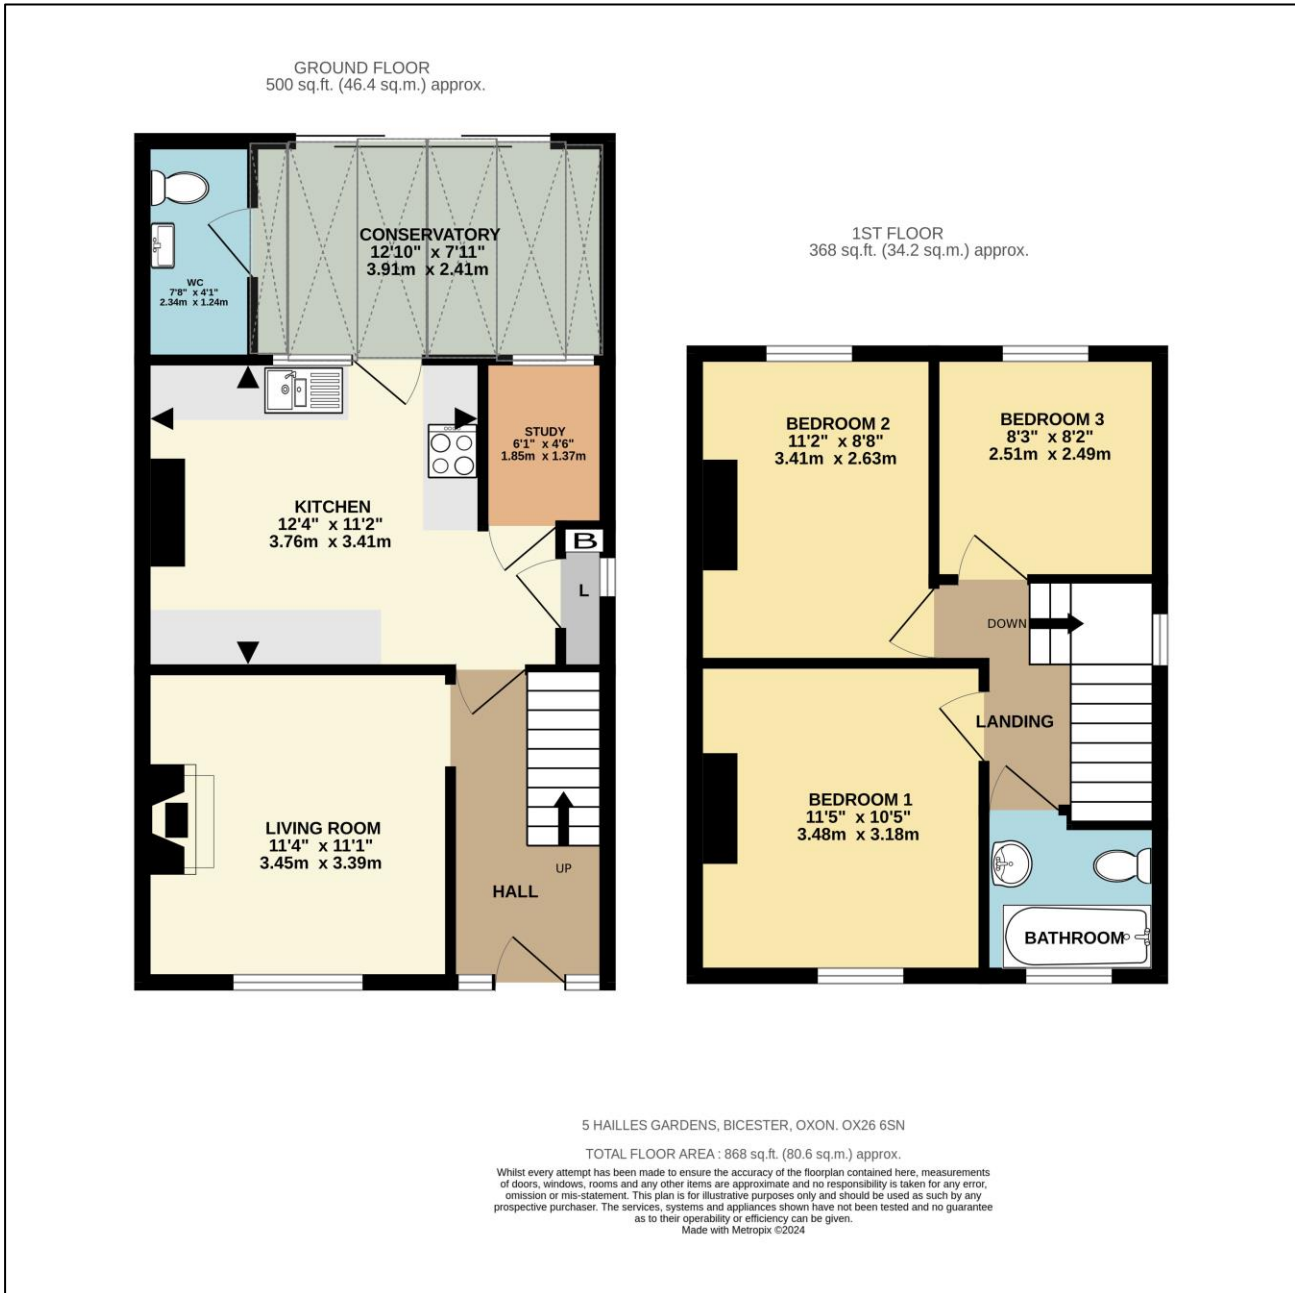 GROUND FLOOR
500 sq.ft. (46.4 sq.m.) approx.
CONSERVATORY
12'10" x 7'11"
3.91m x 2.41m
WC
7'8" x 4'1"
2.34m x 1.24m
STUDY
6'1" x 4'6"
1.85m x 1.37m
KITCHEN
12'4" x 11'2"
3.76m x 3.41m
B
L
LIVING ROOM
11'4" x 11'1"
3.45m x 3.39m
UP
HALL
1ST FLOOR
368 sq.ft. (34.2 sq.m.) approx.
BEDROOM 2
11'2" x 8'8"
3.41m x 2.63m
BEDROOM 3
8'3" x 8'2"
2.51m x 2.49m
DOWN
LANDING
BEDROOM 1
11'5" x 10'5"
3.48m x 3.18m
BATHROOM
5 HAILLES GARDENS, BICESTER, OXON. OX26 6SN
TOTAL FLOOR AREA : 868 sq.ft. (80.6 sq.m.) approx.
Whilst every attempt has been made to ensure the accuracy of the floorplan contained here, measurements
of doors, windows, rooms and any other items are approximate and no responsibility is taken for any error,
omission or mis-statement. This plan is for illustrative purposes only and should be used as such by any
prospective purchaser. The services, systems and appliances shown have not been tested and no guarantee
as to their operability or efficiency can be given.
Made with Metropix ©2024